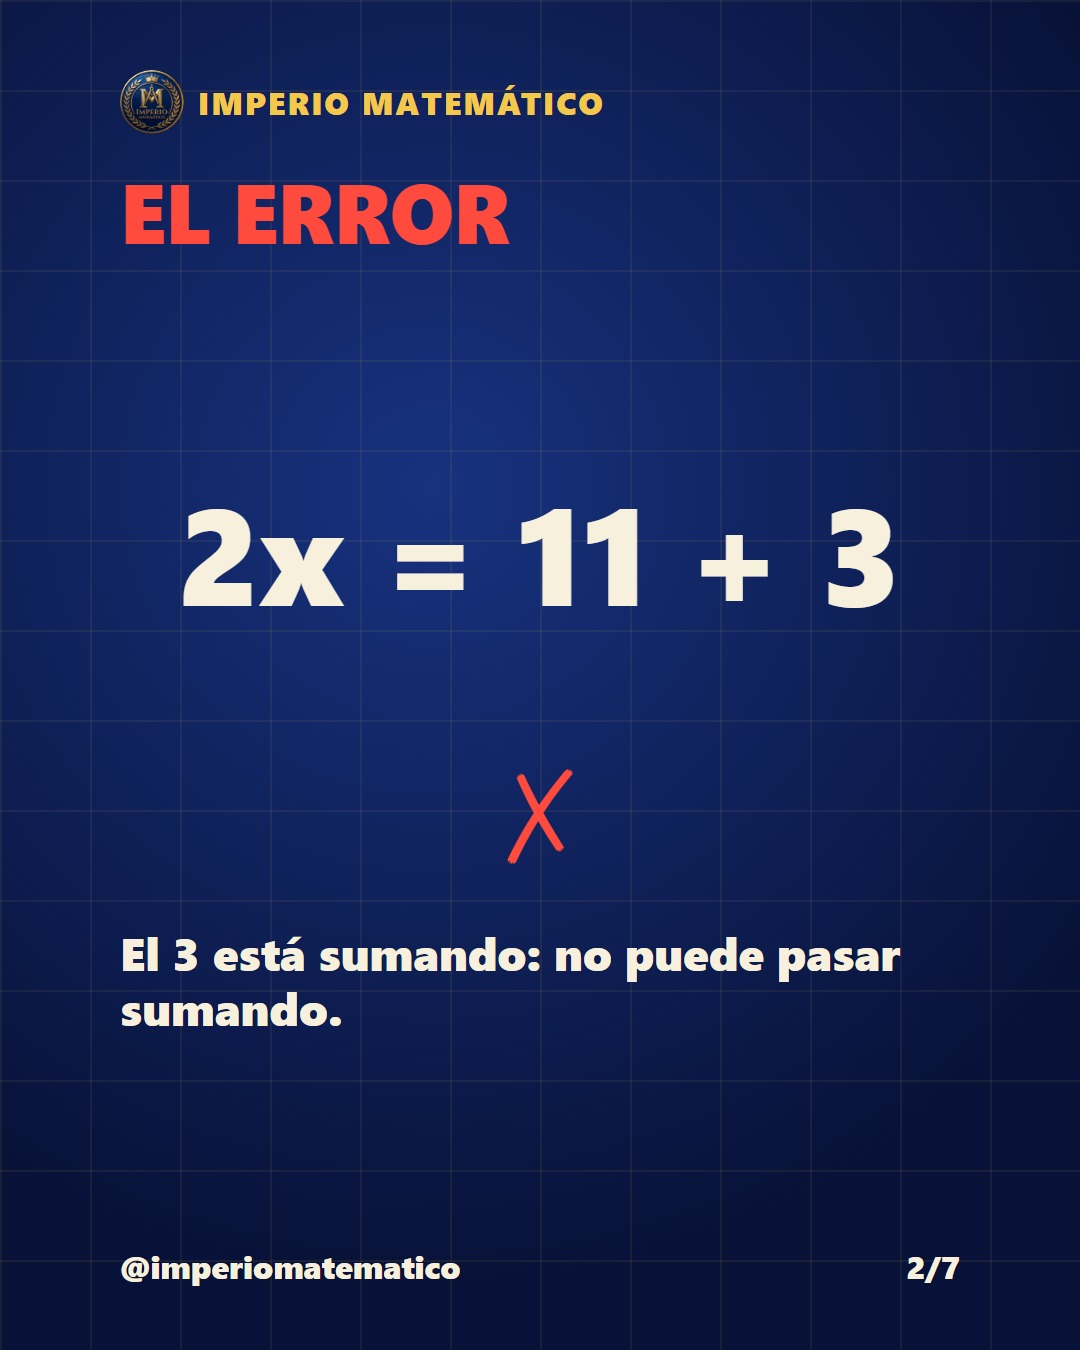 IMPERIO MATEMÁTICO
EL ERROR
2x = 11 + 3
El 3 está sumando: no puede pasar
sumando.
@imperiomatematico
2/7